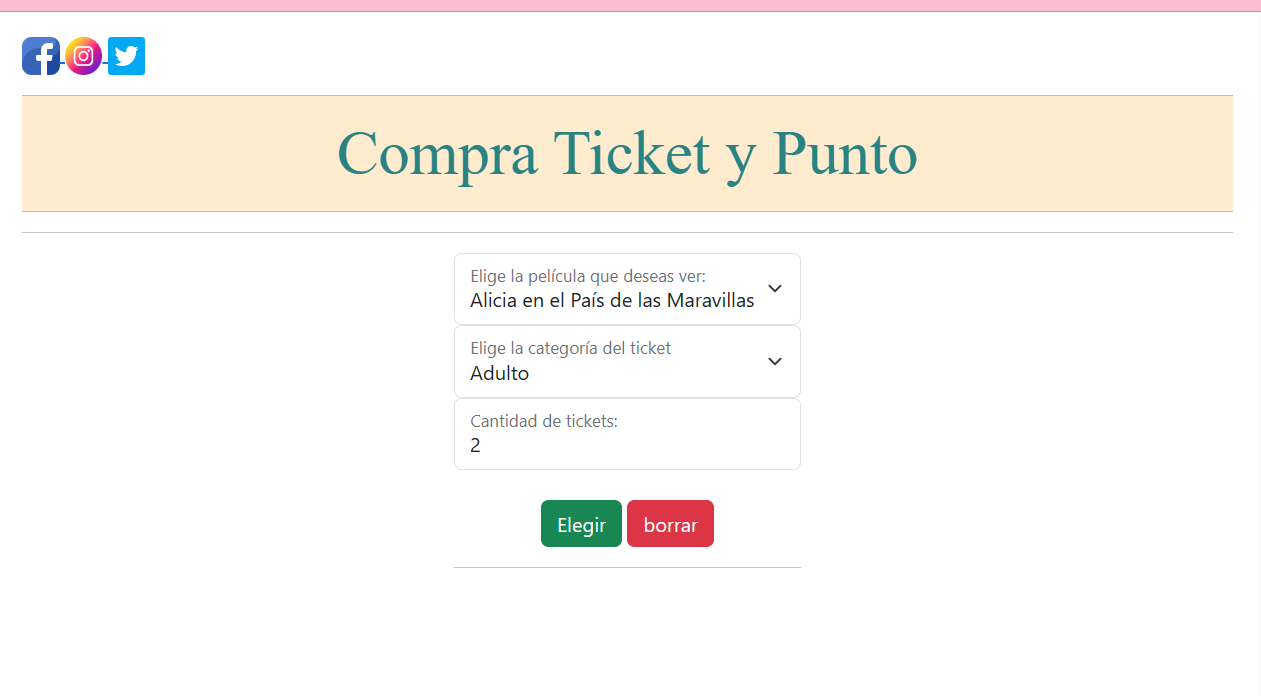 Compra Ticket y Punto
Elige la película que deseas ver:
Alicia en el País de las Maravillas
Elige la categoría del ticket
Adulto
Cantidad de tickets:
2
Elegir borrar